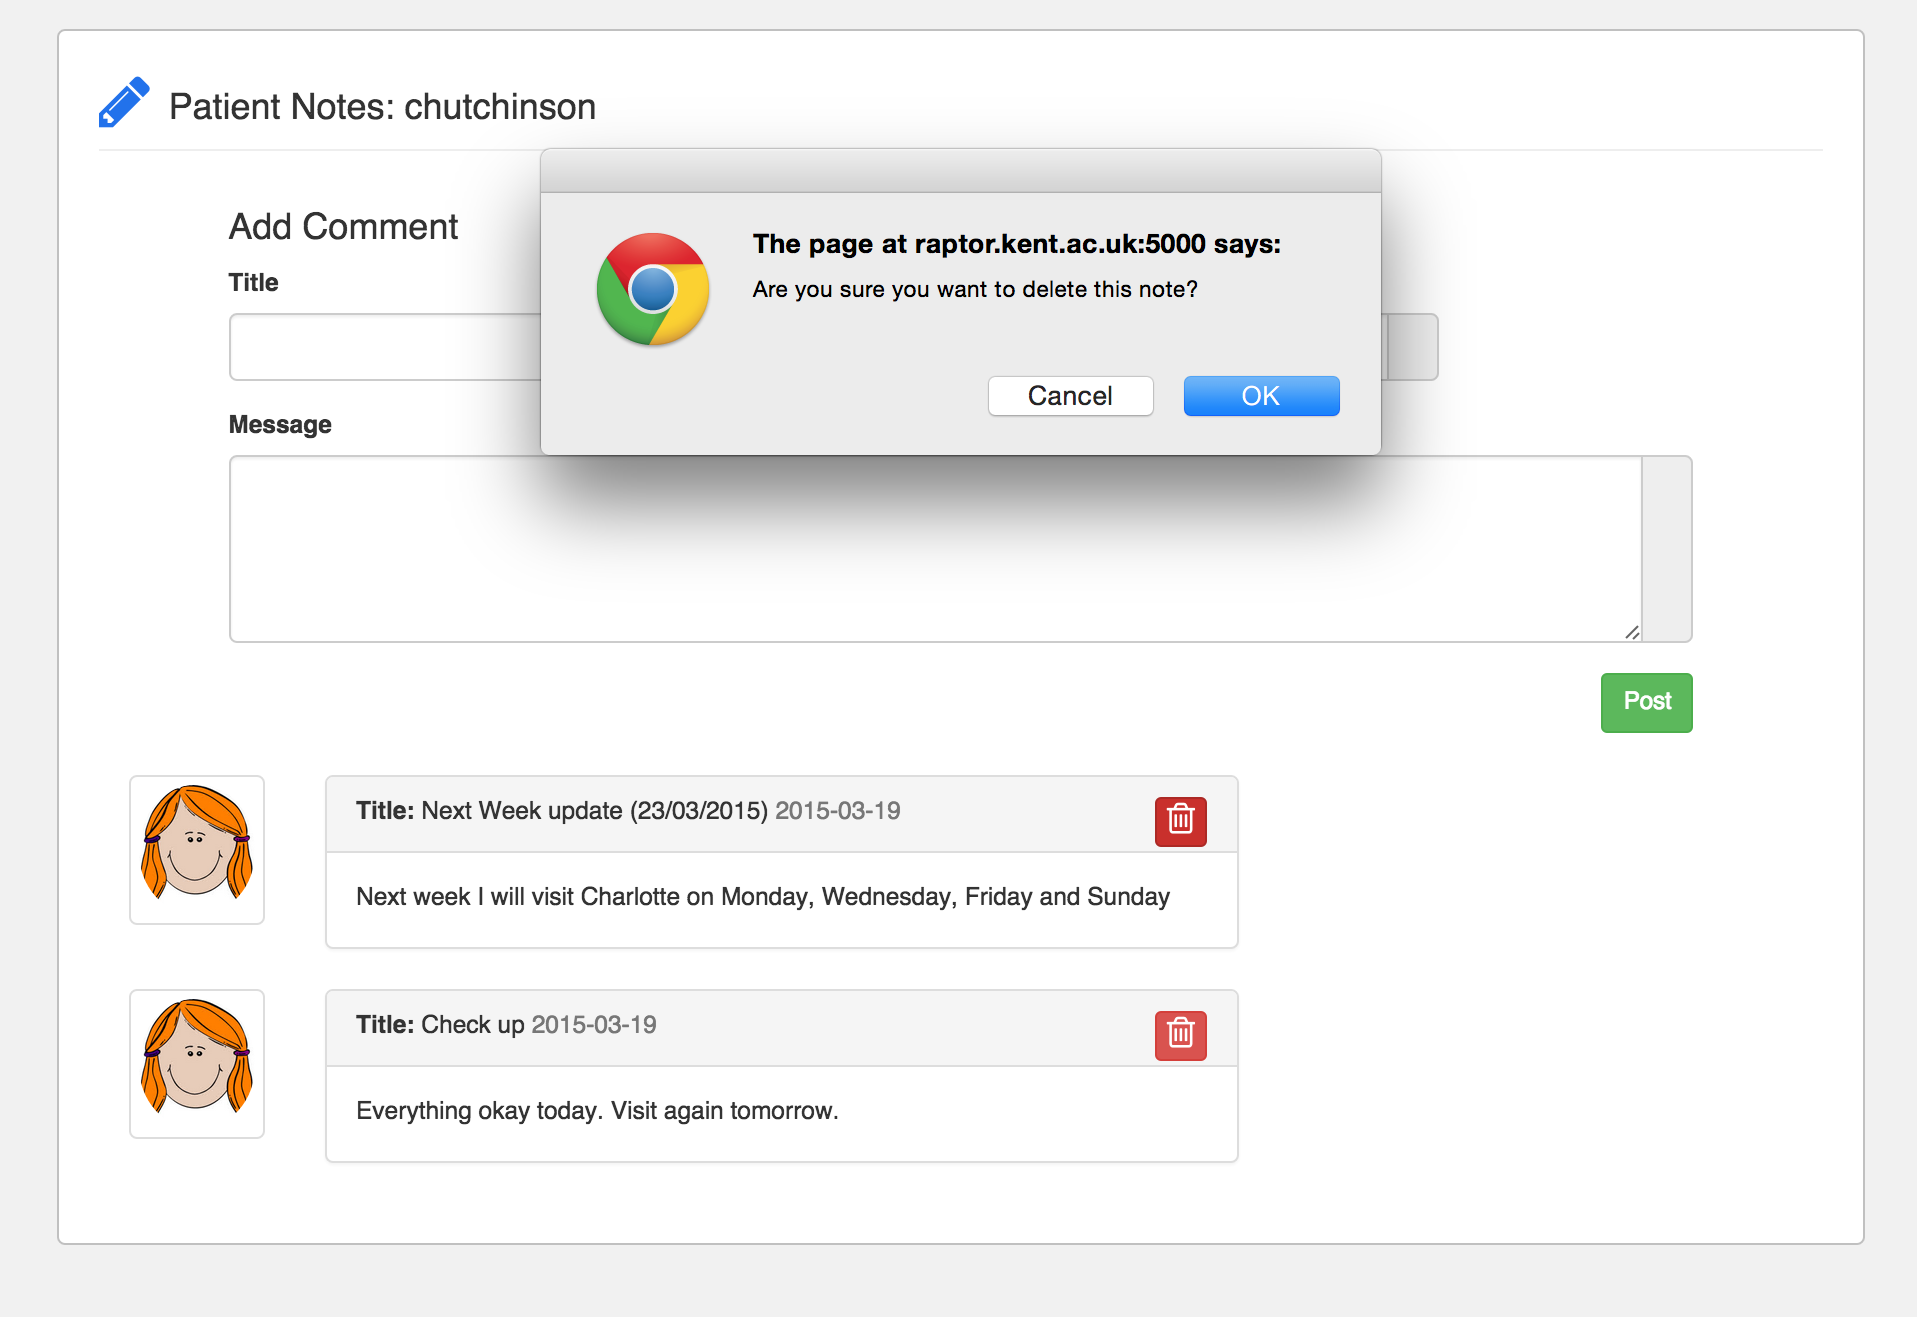 Patient Notes: chutchinson
The page at raptor.kent.ac.uk:5000 says:
Are you sure you want to delete this note?
Cancel
OK
Add Comment
Title
Message
Post
Title: Next Week update (23/03/2015) 2015-03-19
Next week I will visit Charlotte on Monday, Wednesday, Friday and Sunday
Title: Check up 2015-03-19
Everything okay today. Visit again tomorrow.